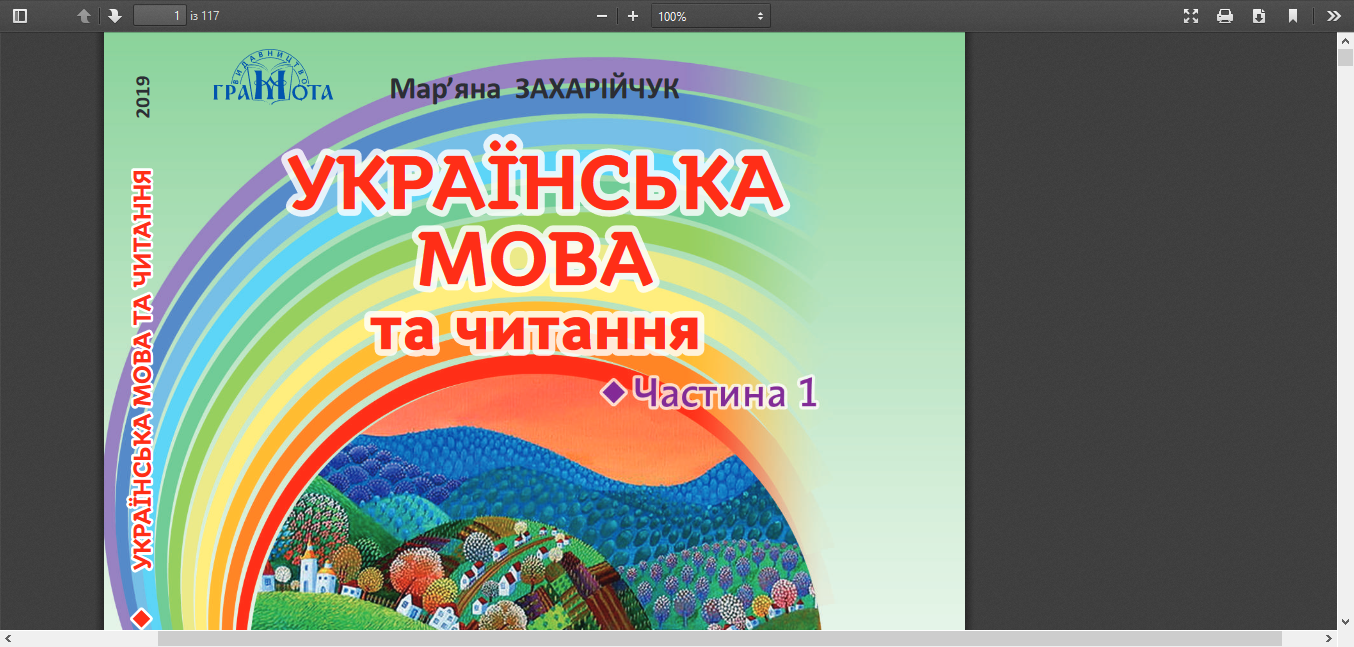 1 із 117
100%
2019
УКРАЇНСЬКА МОВА ТА ЧИТАННЯ
ВИДАВНИЦТВО
ГРАМОТА
Мар’яна ЗАХАРІЙЧУК
УКРАЇНСЬКА
МОВА
та читання
Частина 1